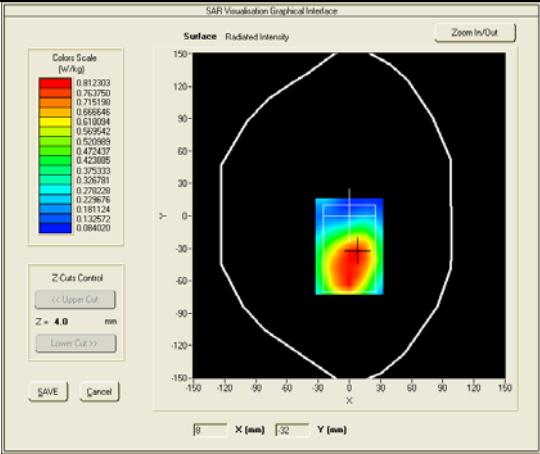 SAR Visualisation Graphical Interface
Surface Radiated Intensity
Zoom In/Out
Colors Scale
(W/kg)
0.812303
0.763750
0.715198
0.666646
0.618094
0.569542
0.520989
0.472437
0.423885
0.375333
0.326781
0.278228
0.229676
0.181124
0.132572
0.084020
Z-Cuts Control
<< Upper Cut
Z = 4.0 mm
Lower Cut >>
SAVE Cancel
150-
120-
90-
60-
30-
0-
-30-
-60-
-90-
-120-
-150-
Y
-150 -120 -90 -60 -30 0 30 60 90 120 150
X
8 X (mm) -32 Y (mm)